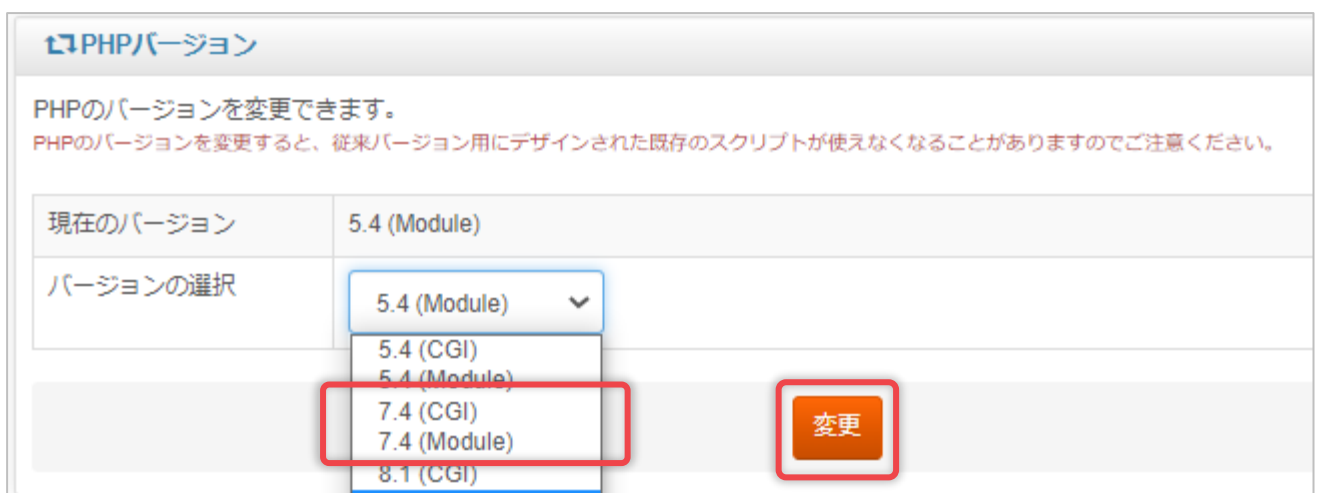 PHPバージョン
PHPのバージョンを変更できます。
PHPのバージョンを変更すると、従来バージョン用にデザインされた既存のスクリプトが使えなくなることがありますのでご注意ください。
現在のバージョン 5.4 (Module)
バージョンの選択 5.4 (Module)
5.4 (CGI)
5.4 (Module)
7.4 (CGI)
7.4 (Module)
8.1 (CGI)
変更